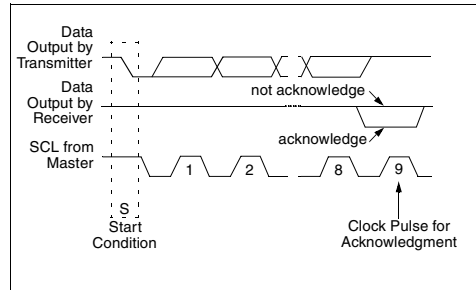 Data
Output by
Transmitter
Data
Output by
Receiver
not acknowledge
acknowledge
SCL from
Master
1 2 8 9
S
Start
Condition
Clock Pulse for
Acknowledgment